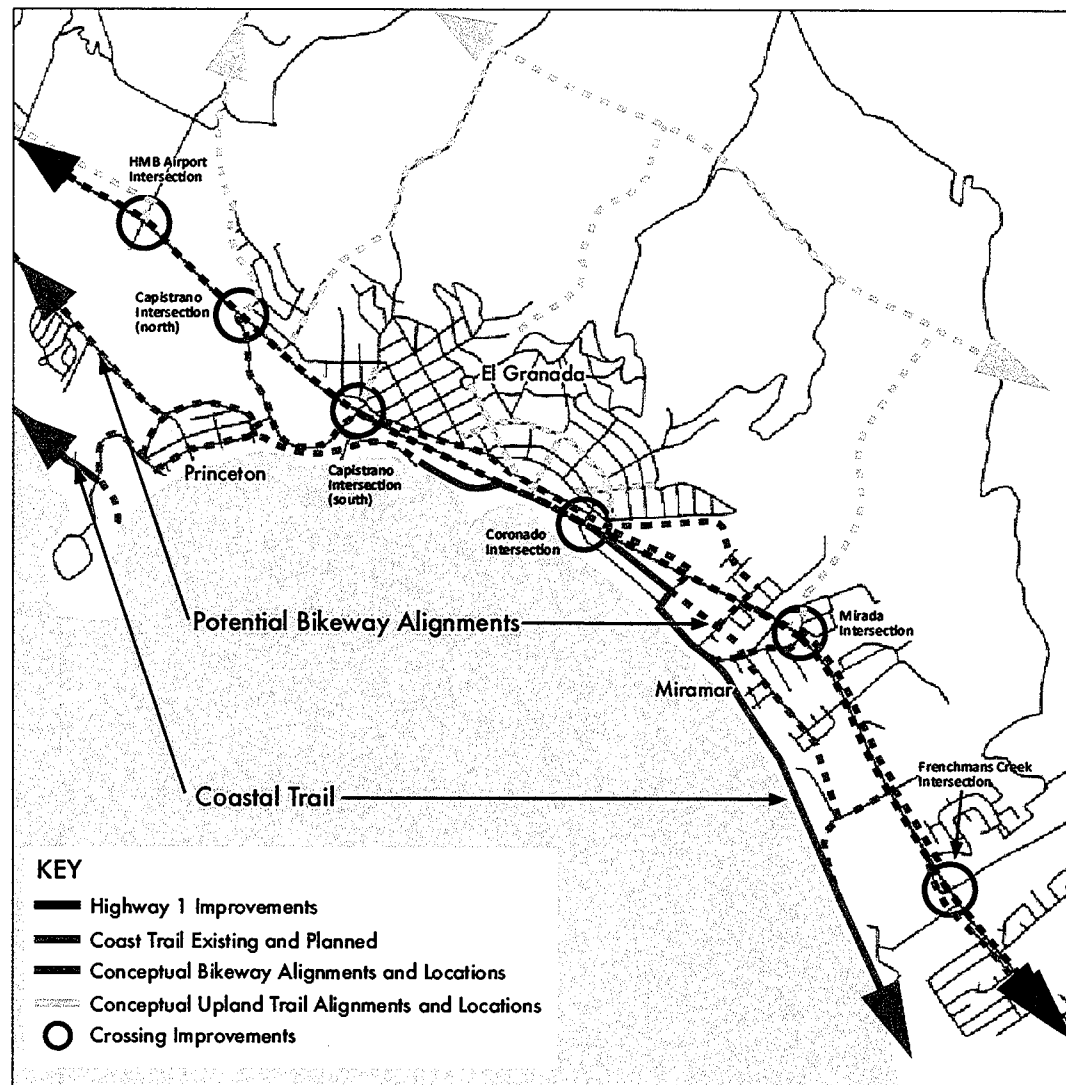 HMB Airport
Intersection
Capistrano
Intersection
(north)
El Granada
Princeton
Capistrano
Intersection
(south)
Coronado
Intersection
Potential Bikeway Alignments
Mirada
Intersection
Miramar
Frenchmans Creek
Intersection
Coastal Trail
KEY
Highway 1 Improvements
Coast Trail Existing and Planned
Conceptual Bikeway Alignments and Locations
Conceptual Upland Trail Alignments and Locations
Crossing Improvements